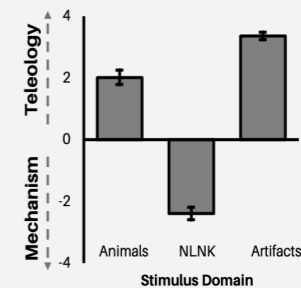 Teleology
Mechanism
4
2
0
-2
-4
Animals NLNK Artifacts
Stimulus Domain